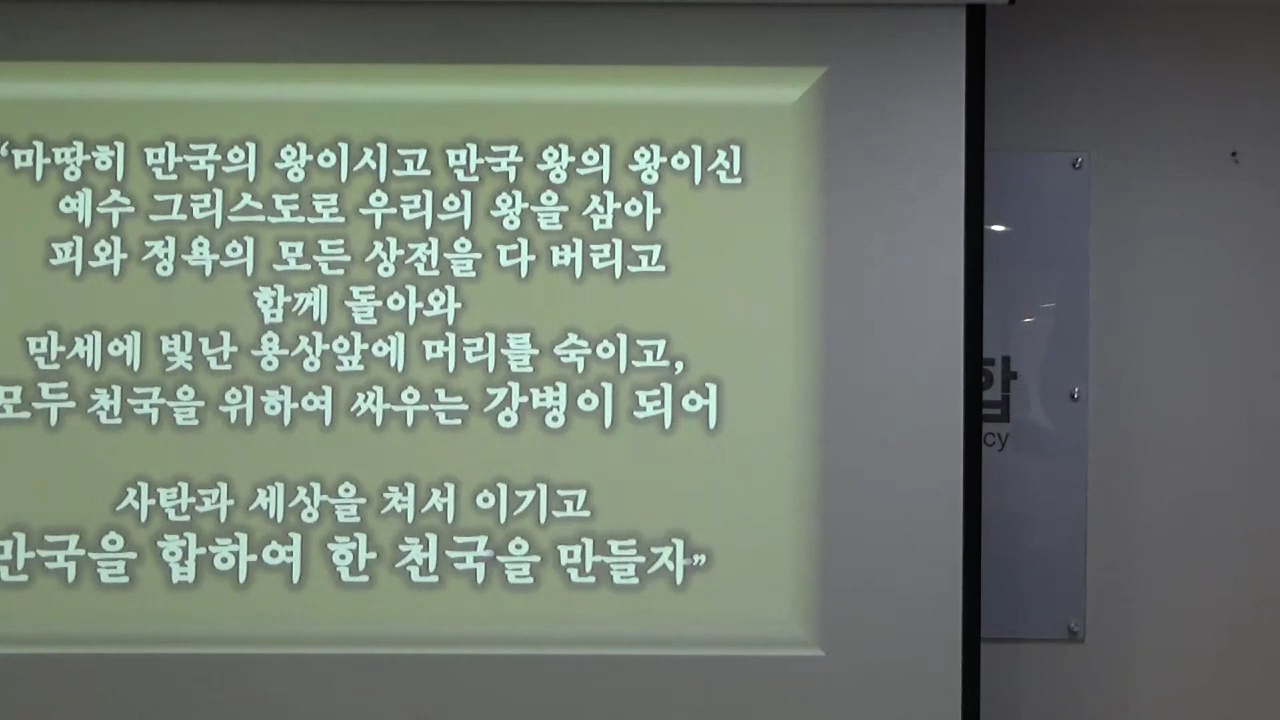 “마땅히 만국의 왕이시고 만국 왕의 왕이신
예수 그리스도로 우리의 왕을 삼아
피와 정욕의 모든 상전을 다 버리고
함께 돌아와
만세에 빛난 용상앞에 머리를 숙이고,
모두 천국을 위하여 싸우는 강병이 되어
사탄과 세상을 쳐서 이기고
만국을 합하여 한 천국을 만들자”
합
cy